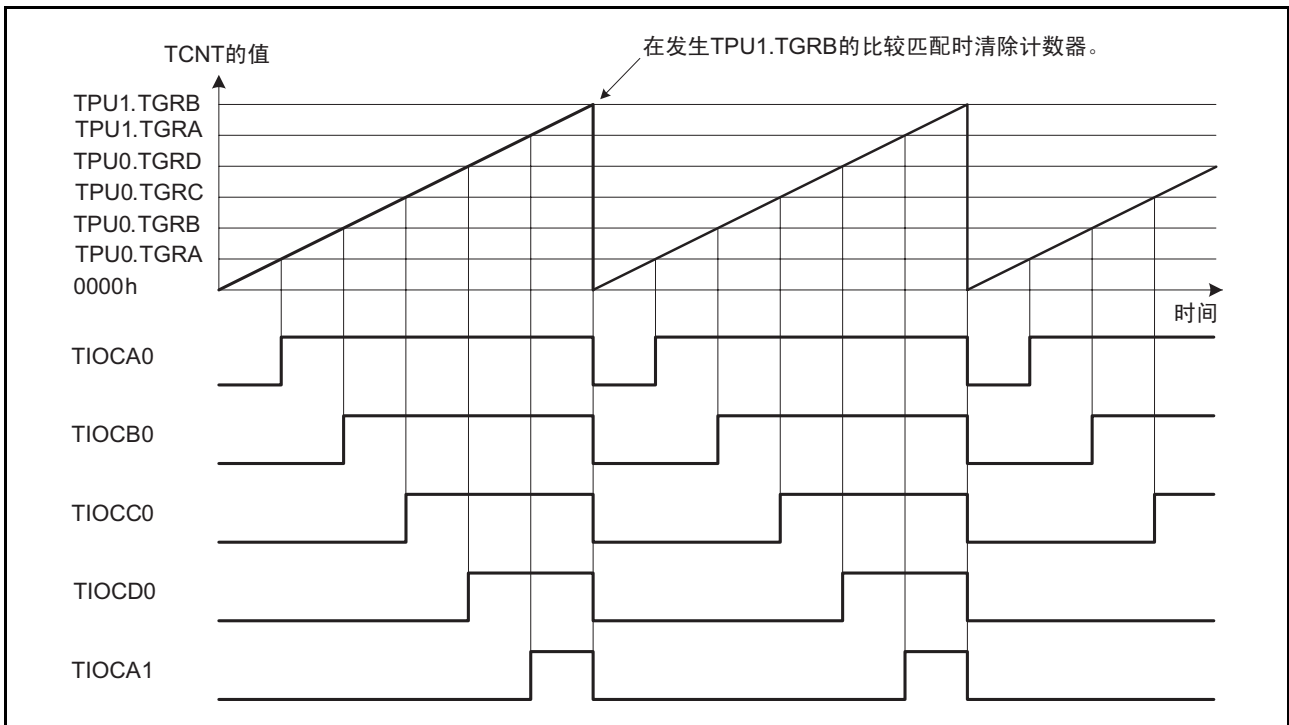 在发生TPU1.TGRB的比较匹配时清除计数器。
TCNT的值
TPU1.TGRB
TPU1.TGRA
TPU0.TGRD
TPU0.TGRC
TPU0.TGRB
TPU0.TGRA
0000h
时间
TIOCA0
TIOCB0
TIOCC0
TIOCD0
TIOCA1